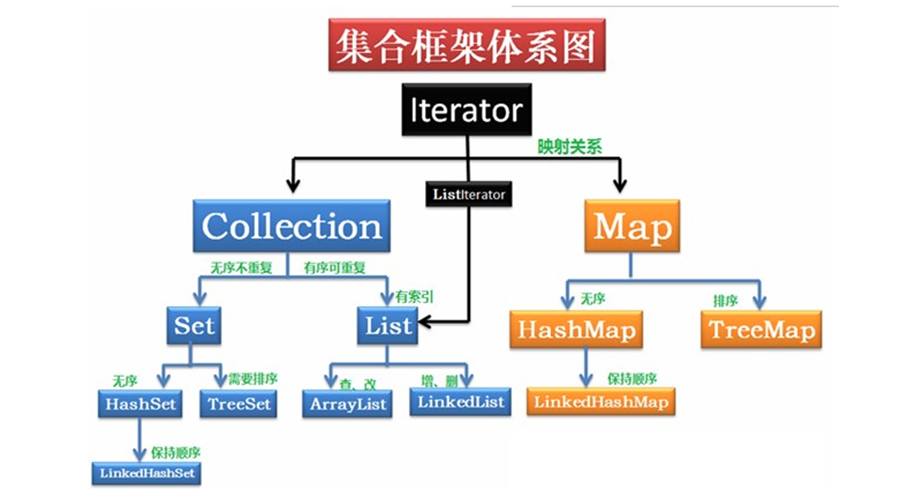 集合框架体系图
Iterator
映射关系
ListIterator
Collection
Map
无序不重复
有序可重复
有索引
无序
排序
Set
List
HashMap
TreeMap
无序
需要排序
查、改
增、删
保持顺序
HashSet
TreeSet
ArrayList
LinkedList
LinkedHashMap
保持顺序
LinkedHashSet